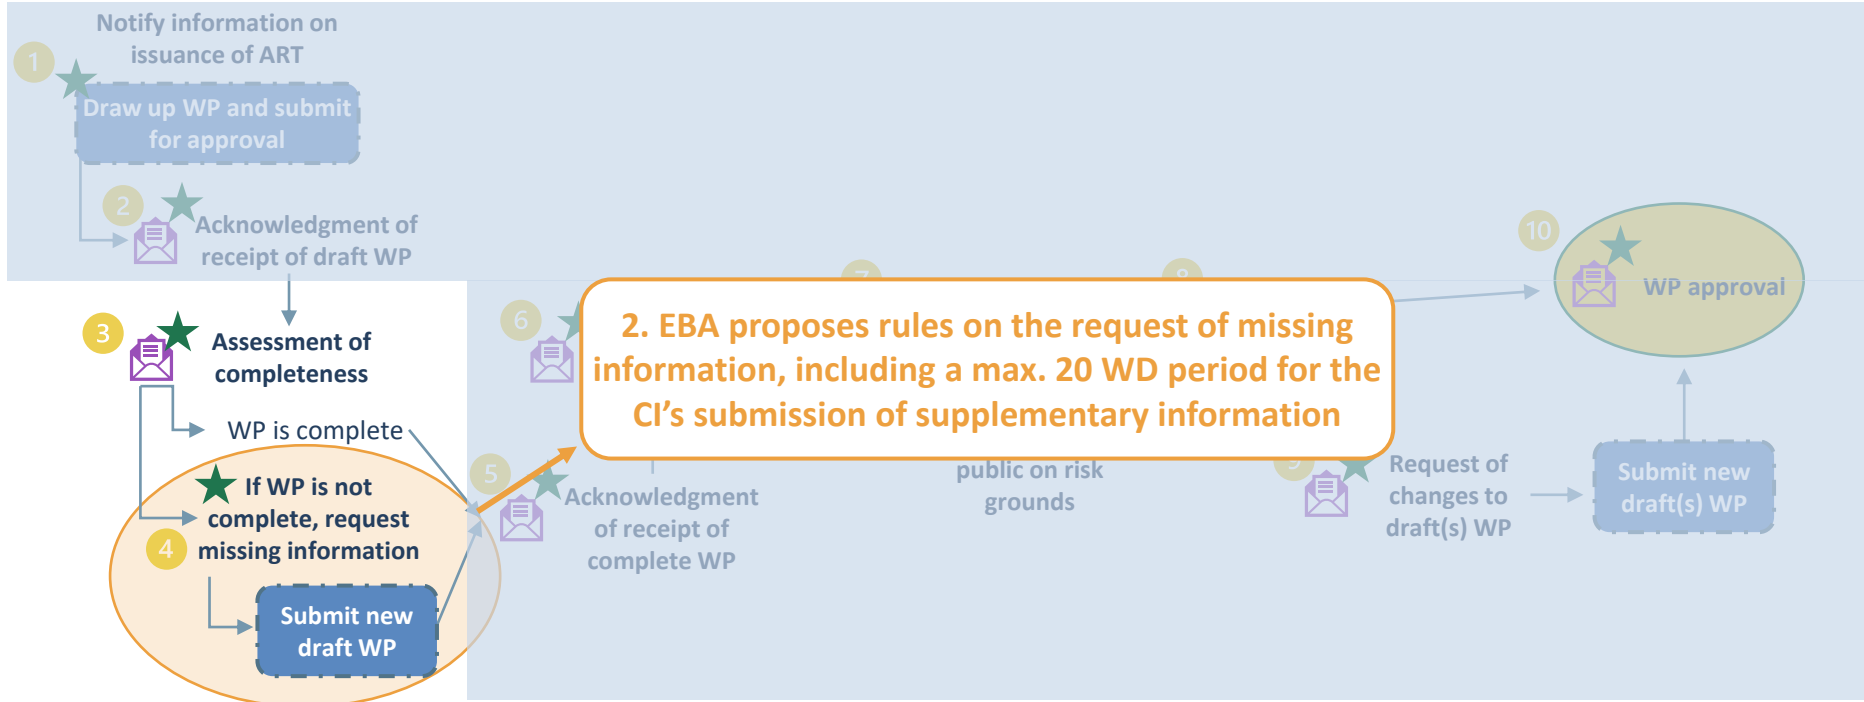 Notify information on
issuance of ART
1
Draw up WP and submit
for approval
2
Acknowledgment of
receipt of draft WP
3
Assessment of
completeness
WP is complete
If WP is not
complete, request
4
missing information
Submit new
draft WP
5
Acknowledgment
of receipt of
complete WP
6
7
8
2. EBA proposes rules on the request of missing
information, including a max. 20 WD period for the
CI’s submission of supplementary information
public on risk
grounds
9
Request of
changes to
draft(s) WP
Submit new
draft(s) WP
10
WP approval